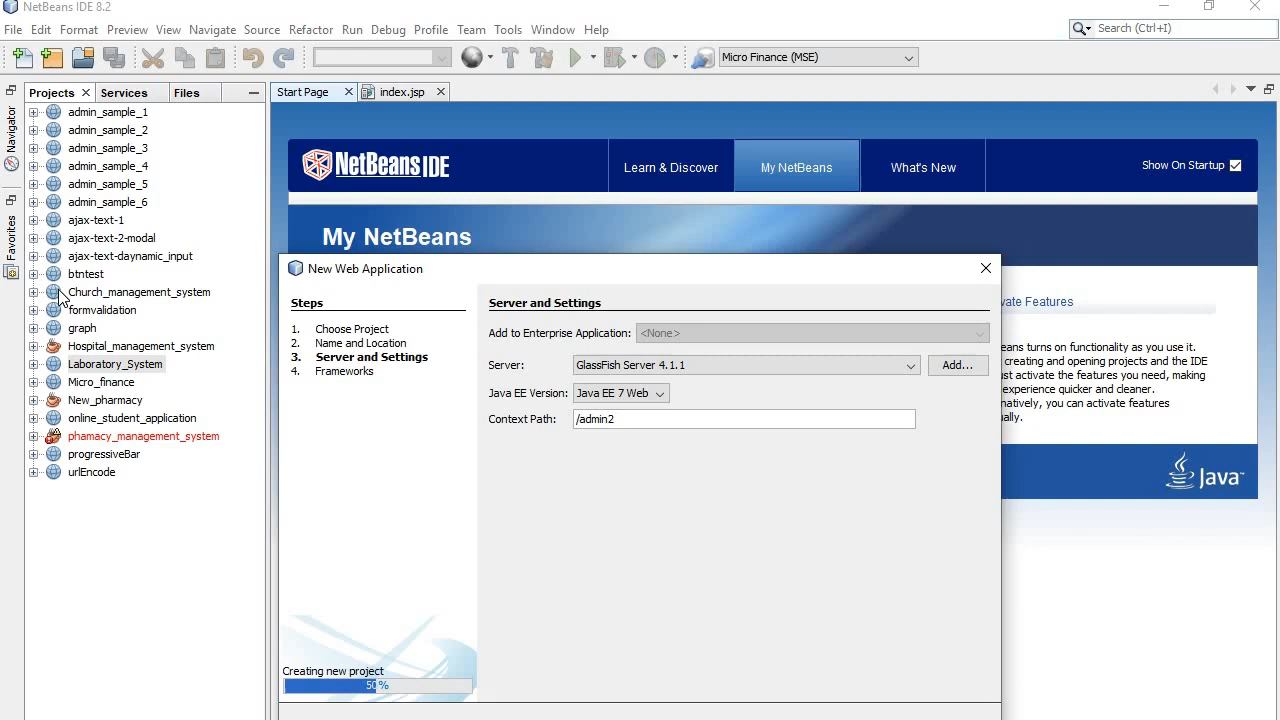 NetBeans IDE 8.2
File Edit Format Preview View Navigate Source Refactor Run Debug Profile Team Tools Window Help
Search (Ctrl+I)
Micro Finance (MSE)
Projects
Services
Files
Start Page
index.jsp
Navigator
Favorites
admin_sample_1
admin_sample_2
admin_sample_3
admin_sample_4
admin_sample_5
admin_sample_6
ajax-text-1
ajax-text-2-modal
ajax-text-daynamic_input
btntest
Church_management_system
formvalidation
graph
Hospital_management_system
Laboratory_System
Micro_finance
New_pharmacy
online_student_application
phamacy_management_system
progressiveBar
urlEncode
NetBeans IDE
Learn & Discover
My NetBeans
What's New
Show On Startup
My NetBeans
New Web Application
Steps
1. Choose Project
2. Name and Location
3. Server and Settings
4. Frameworks
Creating new project
50%
Server and Settings
Add to Enterprise Application: <None>
Server: GlassFish Server 4.1.1 Add...
Java EE Version: Java EE 7 Web
Context Path: /admin2
vate Features
eans turns on functionality as you use it.
creating and opening projects and the IDE
ust activate the features you need, making
experience quicker and cleaner.
natively, you can activate features
ually.
Java